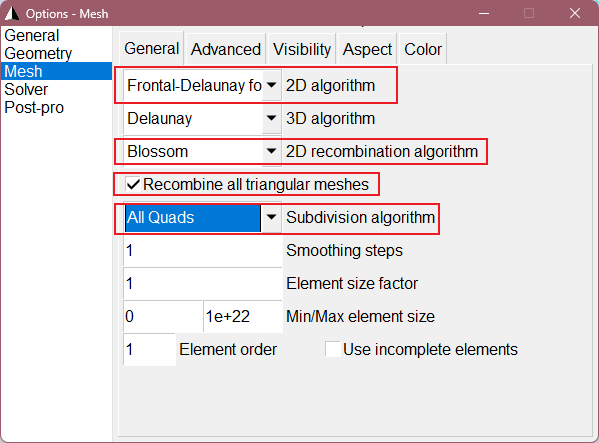 Options - Mesh
General
Geometry
Mesh
Solver
Post-pro
General Advanced Visibility Aspect Color
Frontal-Delaunay fo 2D algorithm
Delaunay 3D algorithm
Blossom 2D recombination algorithm
Recombine all triangular meshes
All Quads Subdivision algorithm
1 Smoothing steps
1 Element size factor
0 1e+22 Min/Max element size
1 Element order Use incomplete elements